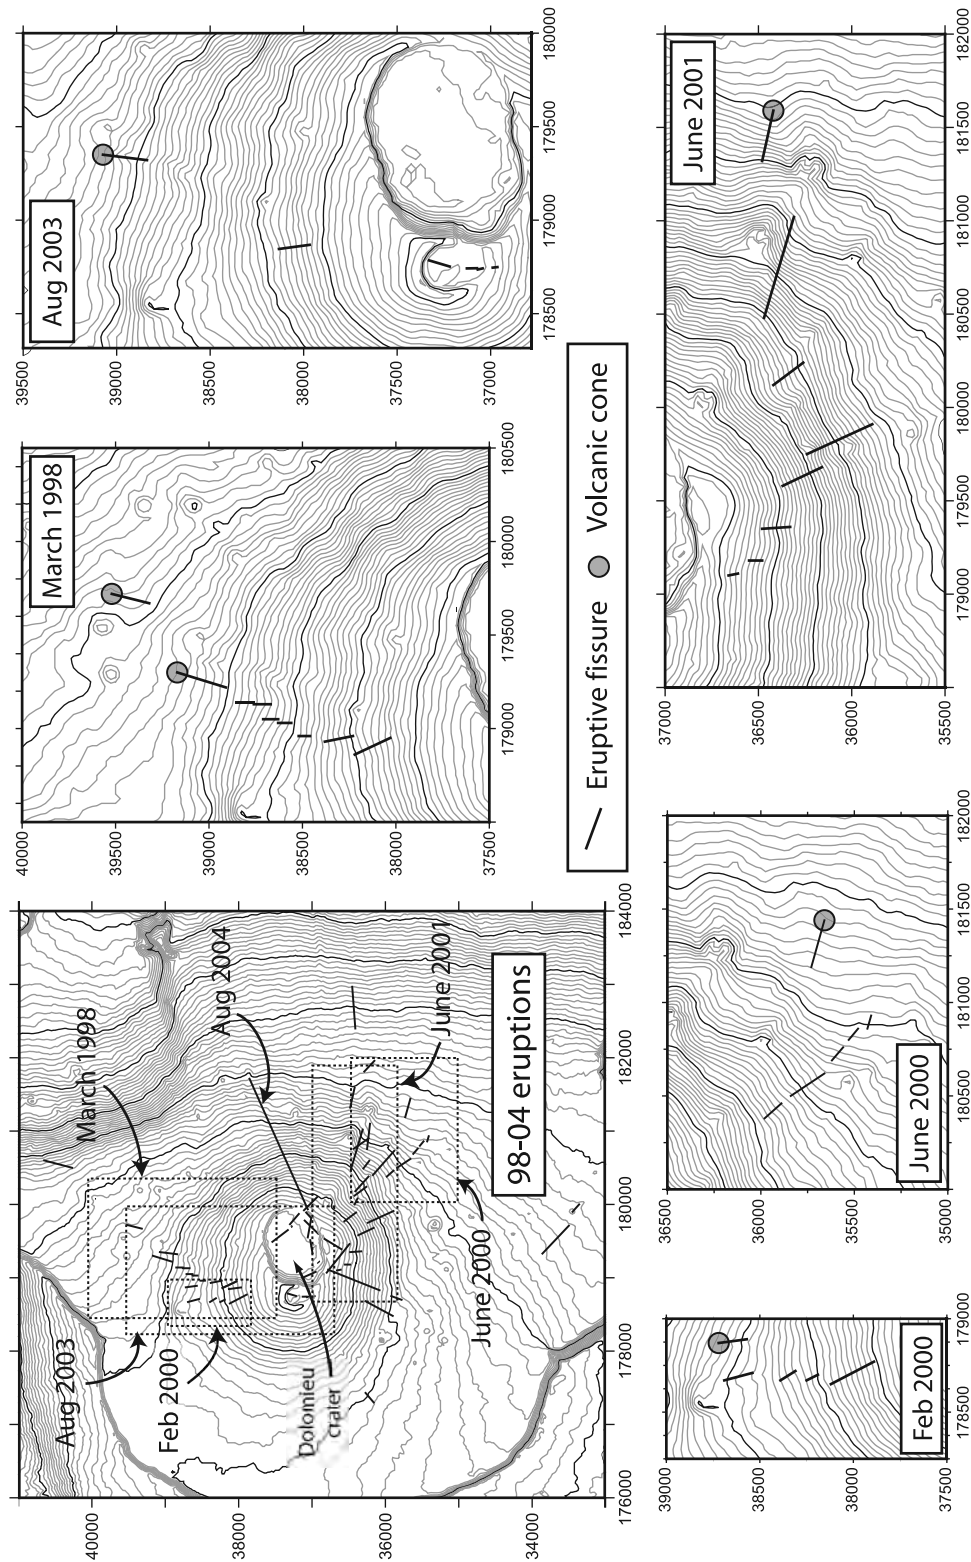 40000
38000
36000
Aug 2003
March 1998
Feb 2000
Aug 2004
Dolomieu
crater
June 2000
June 2001
98-04 eruptions
176000 178000 180000 182000 184000
March 1998
40000
39500
39000
38500
38000
37500
179000 179500 180000 180500
Aug 2003
39500
39000
38500
38000
37500
37000
178500 179000 179500 180000
Eruptive fissure Volcanic cone
39000
38500
38000
37500
Feb 2000
178500 179000
36500
36000
35000
35000
June 2000
180500 181000 181500 182000
June 2001
37000
36500
36000
35500
179000 179500 180000 180500 181000 181500 182000